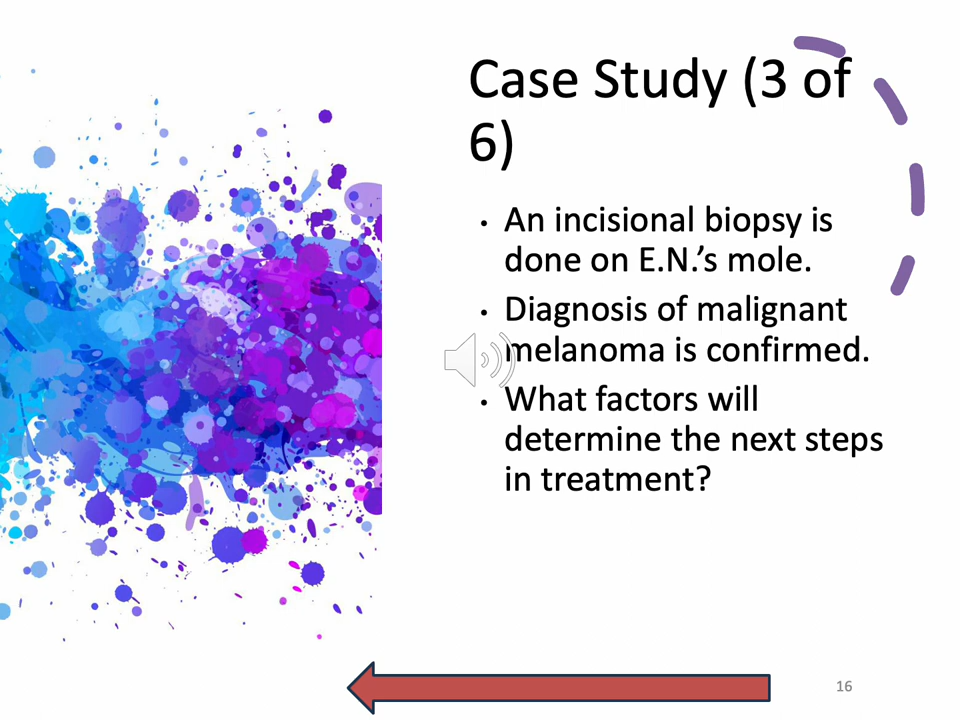 Case Study (3 of
6)
• An incisional biopsy is
done on E.N.’s mole.
• Diagnosis of malignant
melanoma is confirmed.
• What factors will
determine the next steps
in treatment?
16